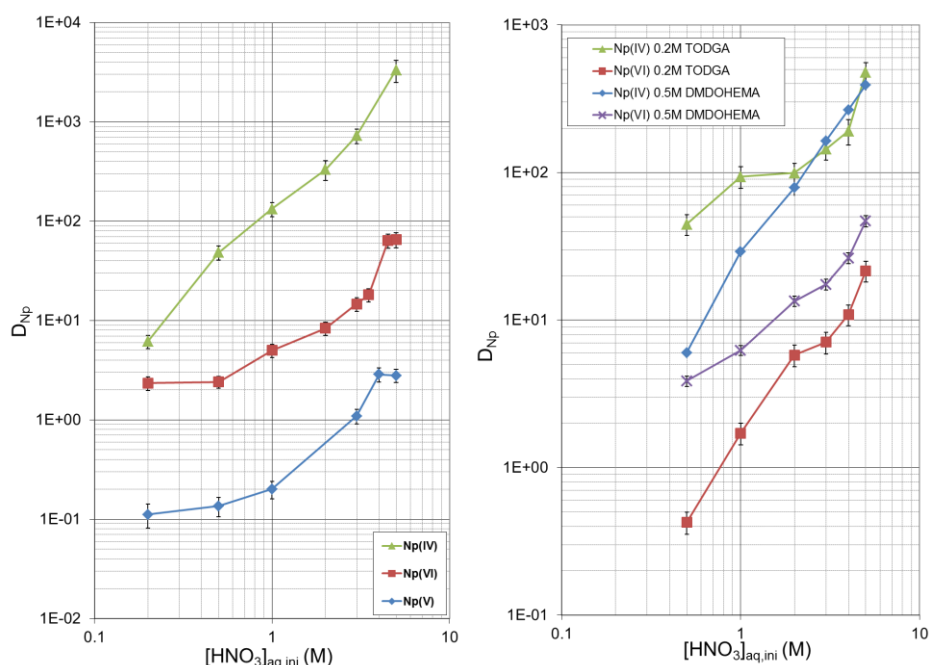 1E+04
1E+03
1E+02
1E+01
1E+00
1E-01
1E-02
D_Np
0.1
1
10
[HNO₃]aq,ini (M)
Np(IV)
Np(VI)
Np(V)
1E+03
1E+02
1E+01
1E+00
1E-01
D_Np
0.1
1
10
[HNO₃]aq,ini (M)
Np(IV) 0.2M TODGA
Np(VI) 0.2M TODGA
Np(IV) 0.5M DMDOHEMA
Np(VI) 0.5M DMDOHEMA